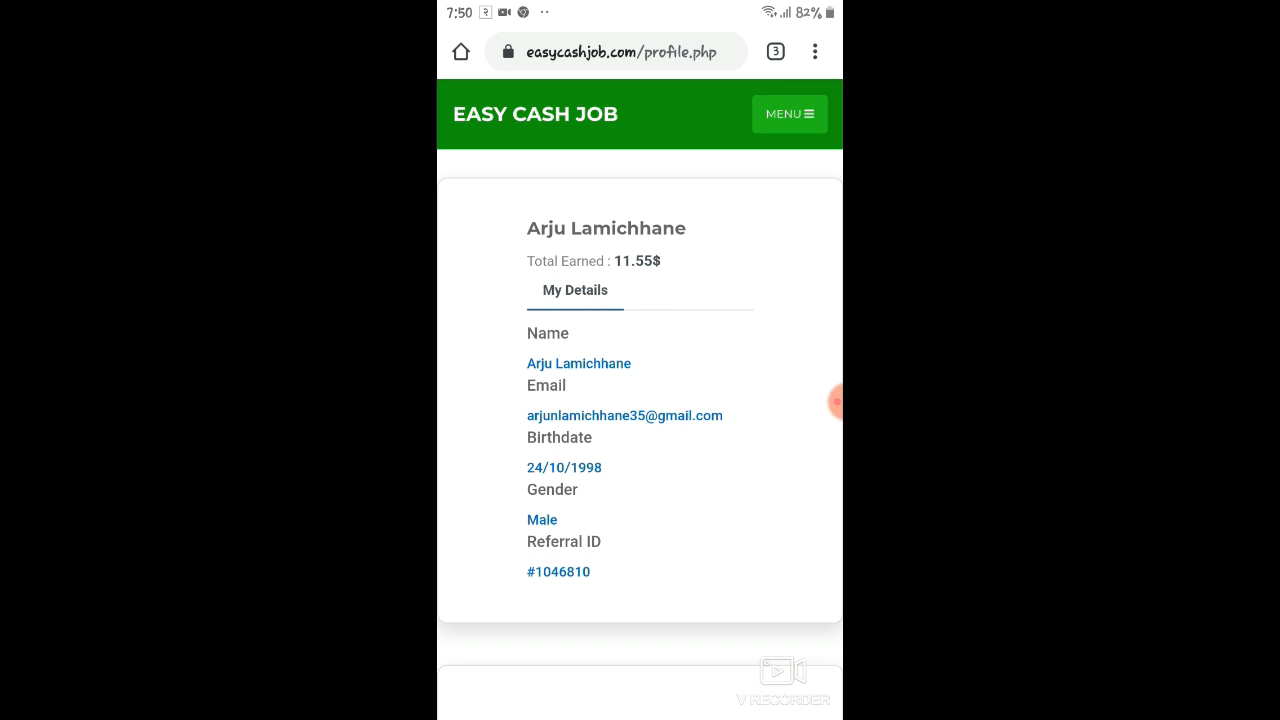 7:50 २ 82%
easycashjob.com/profile.php 3
EASY CASH JOB MENU
Arju Lamichhane
Total Earned : 11.55$
My Details
Name
Arju Lamichhane
Email
arjunlamichhane35@gmail.com
Birthdate
24/10/1998
Gender
Male
Referral ID
#1046810
V RECORDER